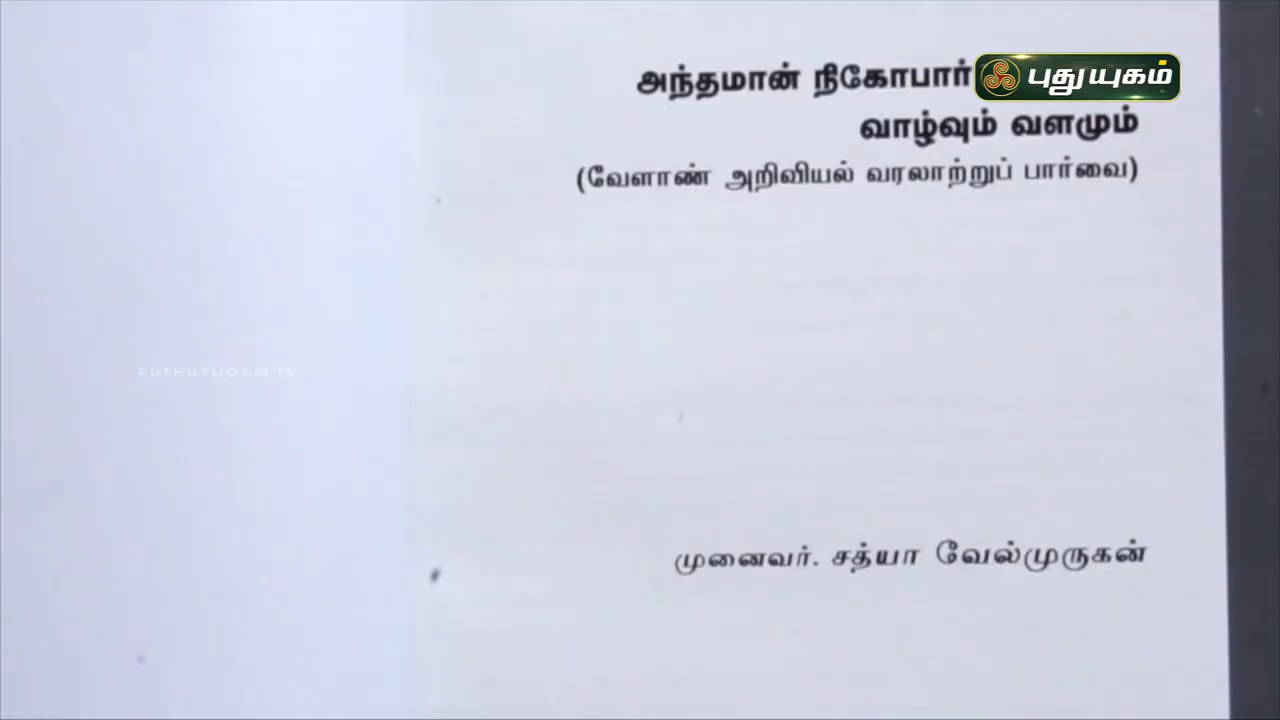 அந்தமான் நிகோபார்
புதுயுகம்
வாழ்வும் வளமும்
(வேளாண் அறிவியல் வரலாற்றுப் பார்வை)
PUTHUYUGAM TV
முனைவர். சத்யா வேல்முருகன்